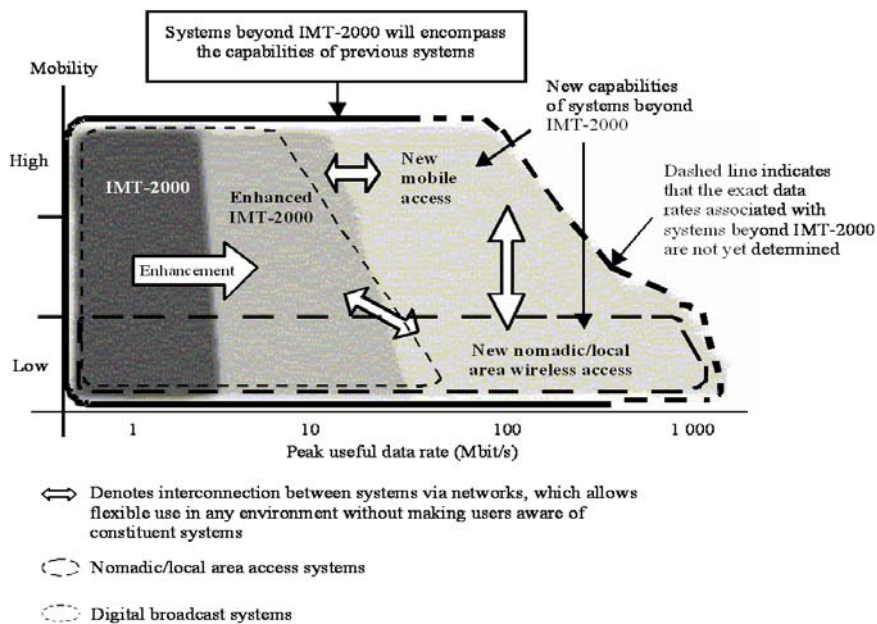 Systems beyond IMT-2000 will encompass
the capabilities of previous systems
Mobility
New capabilities
of systems beyond
IMT-2000
High
IMT-2000
Enhanced
IMT-2000
New
mobile
access
Dashed line indicates
that the exact data
rates associated with
systems beyond IMT-2000
are not yet determined
Enhancement
Low
New nomadic/local
area wireless access
1
10
100
1 000
Peak useful data rate (Mbit/s)
Denotes interconnection between systems via networks, which allows
flexible use in any environment without making users aware of
constituent systems
Nomadic/local area access systems
Digital broadcast systems